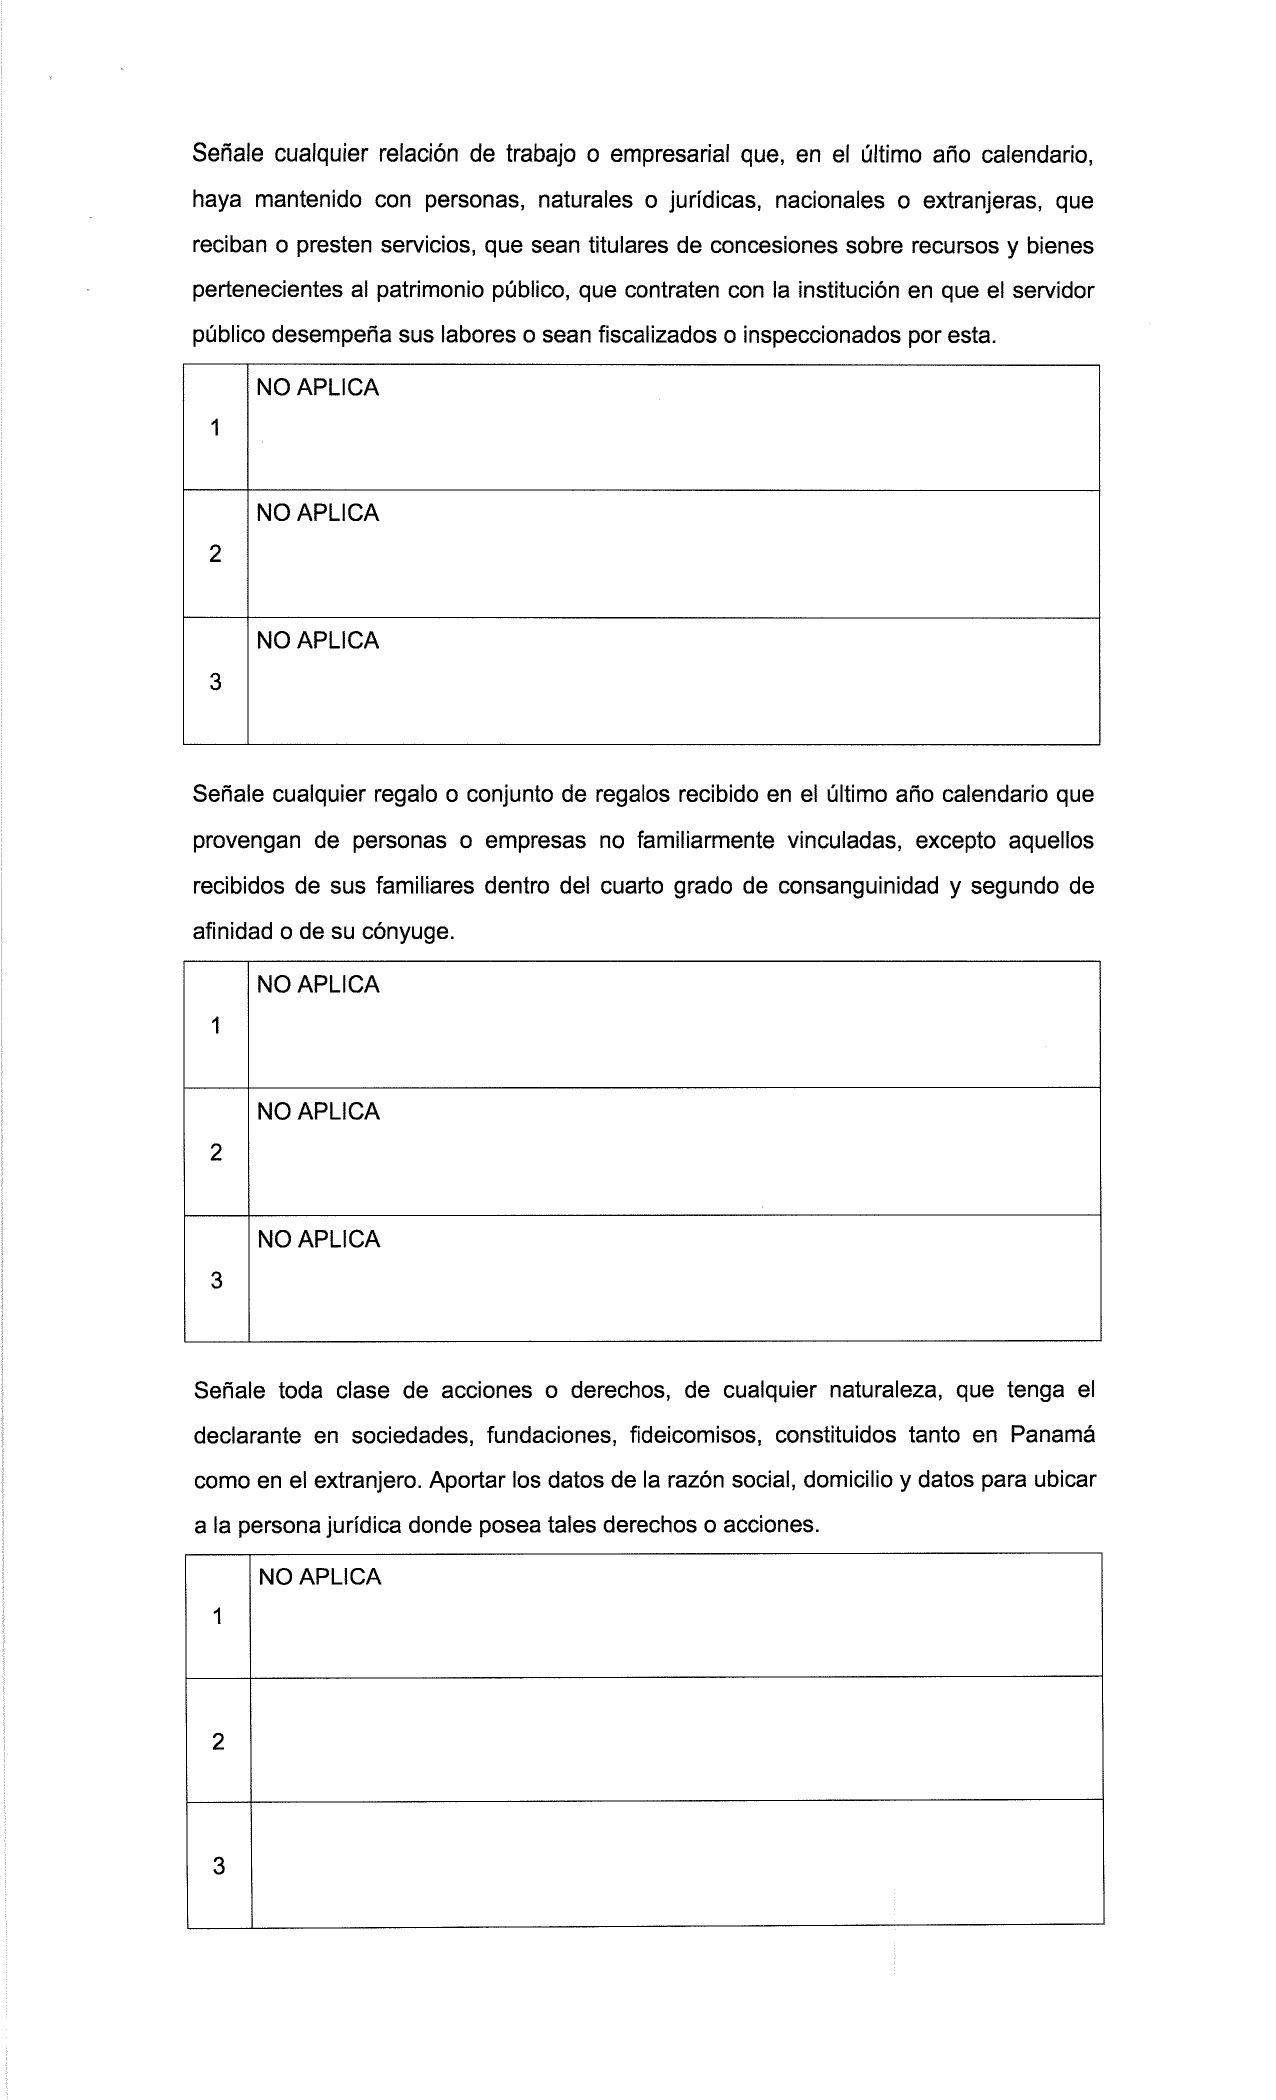 Señale cualquier relación de trabajo o empresarial que, en el último año calendario,
haya mantenido con personas, naturales o jurídicas, nacionales o extranjeras, que
reciban o presten servicios, que sean titulares de concesiones sobre recursos y bienes
pertenecientes al patrimonio público, que contraten con la institución en que el servidor
público desempeña sus labores o sean fiscalizados o inspeccionados por esta.
1 NO APLICA
2 NO APLICA
3 NO APLICA
Señale cualquier regalo o conjunto de regalos recibido en el último año calendario que
provengan de personas o empresas no familiarmente vinculadas, excepto aquellos
recibidos de sus familiares dentro del cuarto grado de consanguinidad y segundo de
afinidad o de su cónyuge.
1 NO APLICA
2 NO APLICA
3 NO APLICA
Señale toda clase de acciones o derechos, de cualquier naturaleza, que tenga el
declarante en sociedades, fundaciones, fideicomisos, constituidos tanto en Panamá
como en el extranjero. Aportar los datos de la razón social, domicilio y datos para ubicar
a la persona jurídica donde posea tales derechos o acciones.
1 NO APLICA
2
3